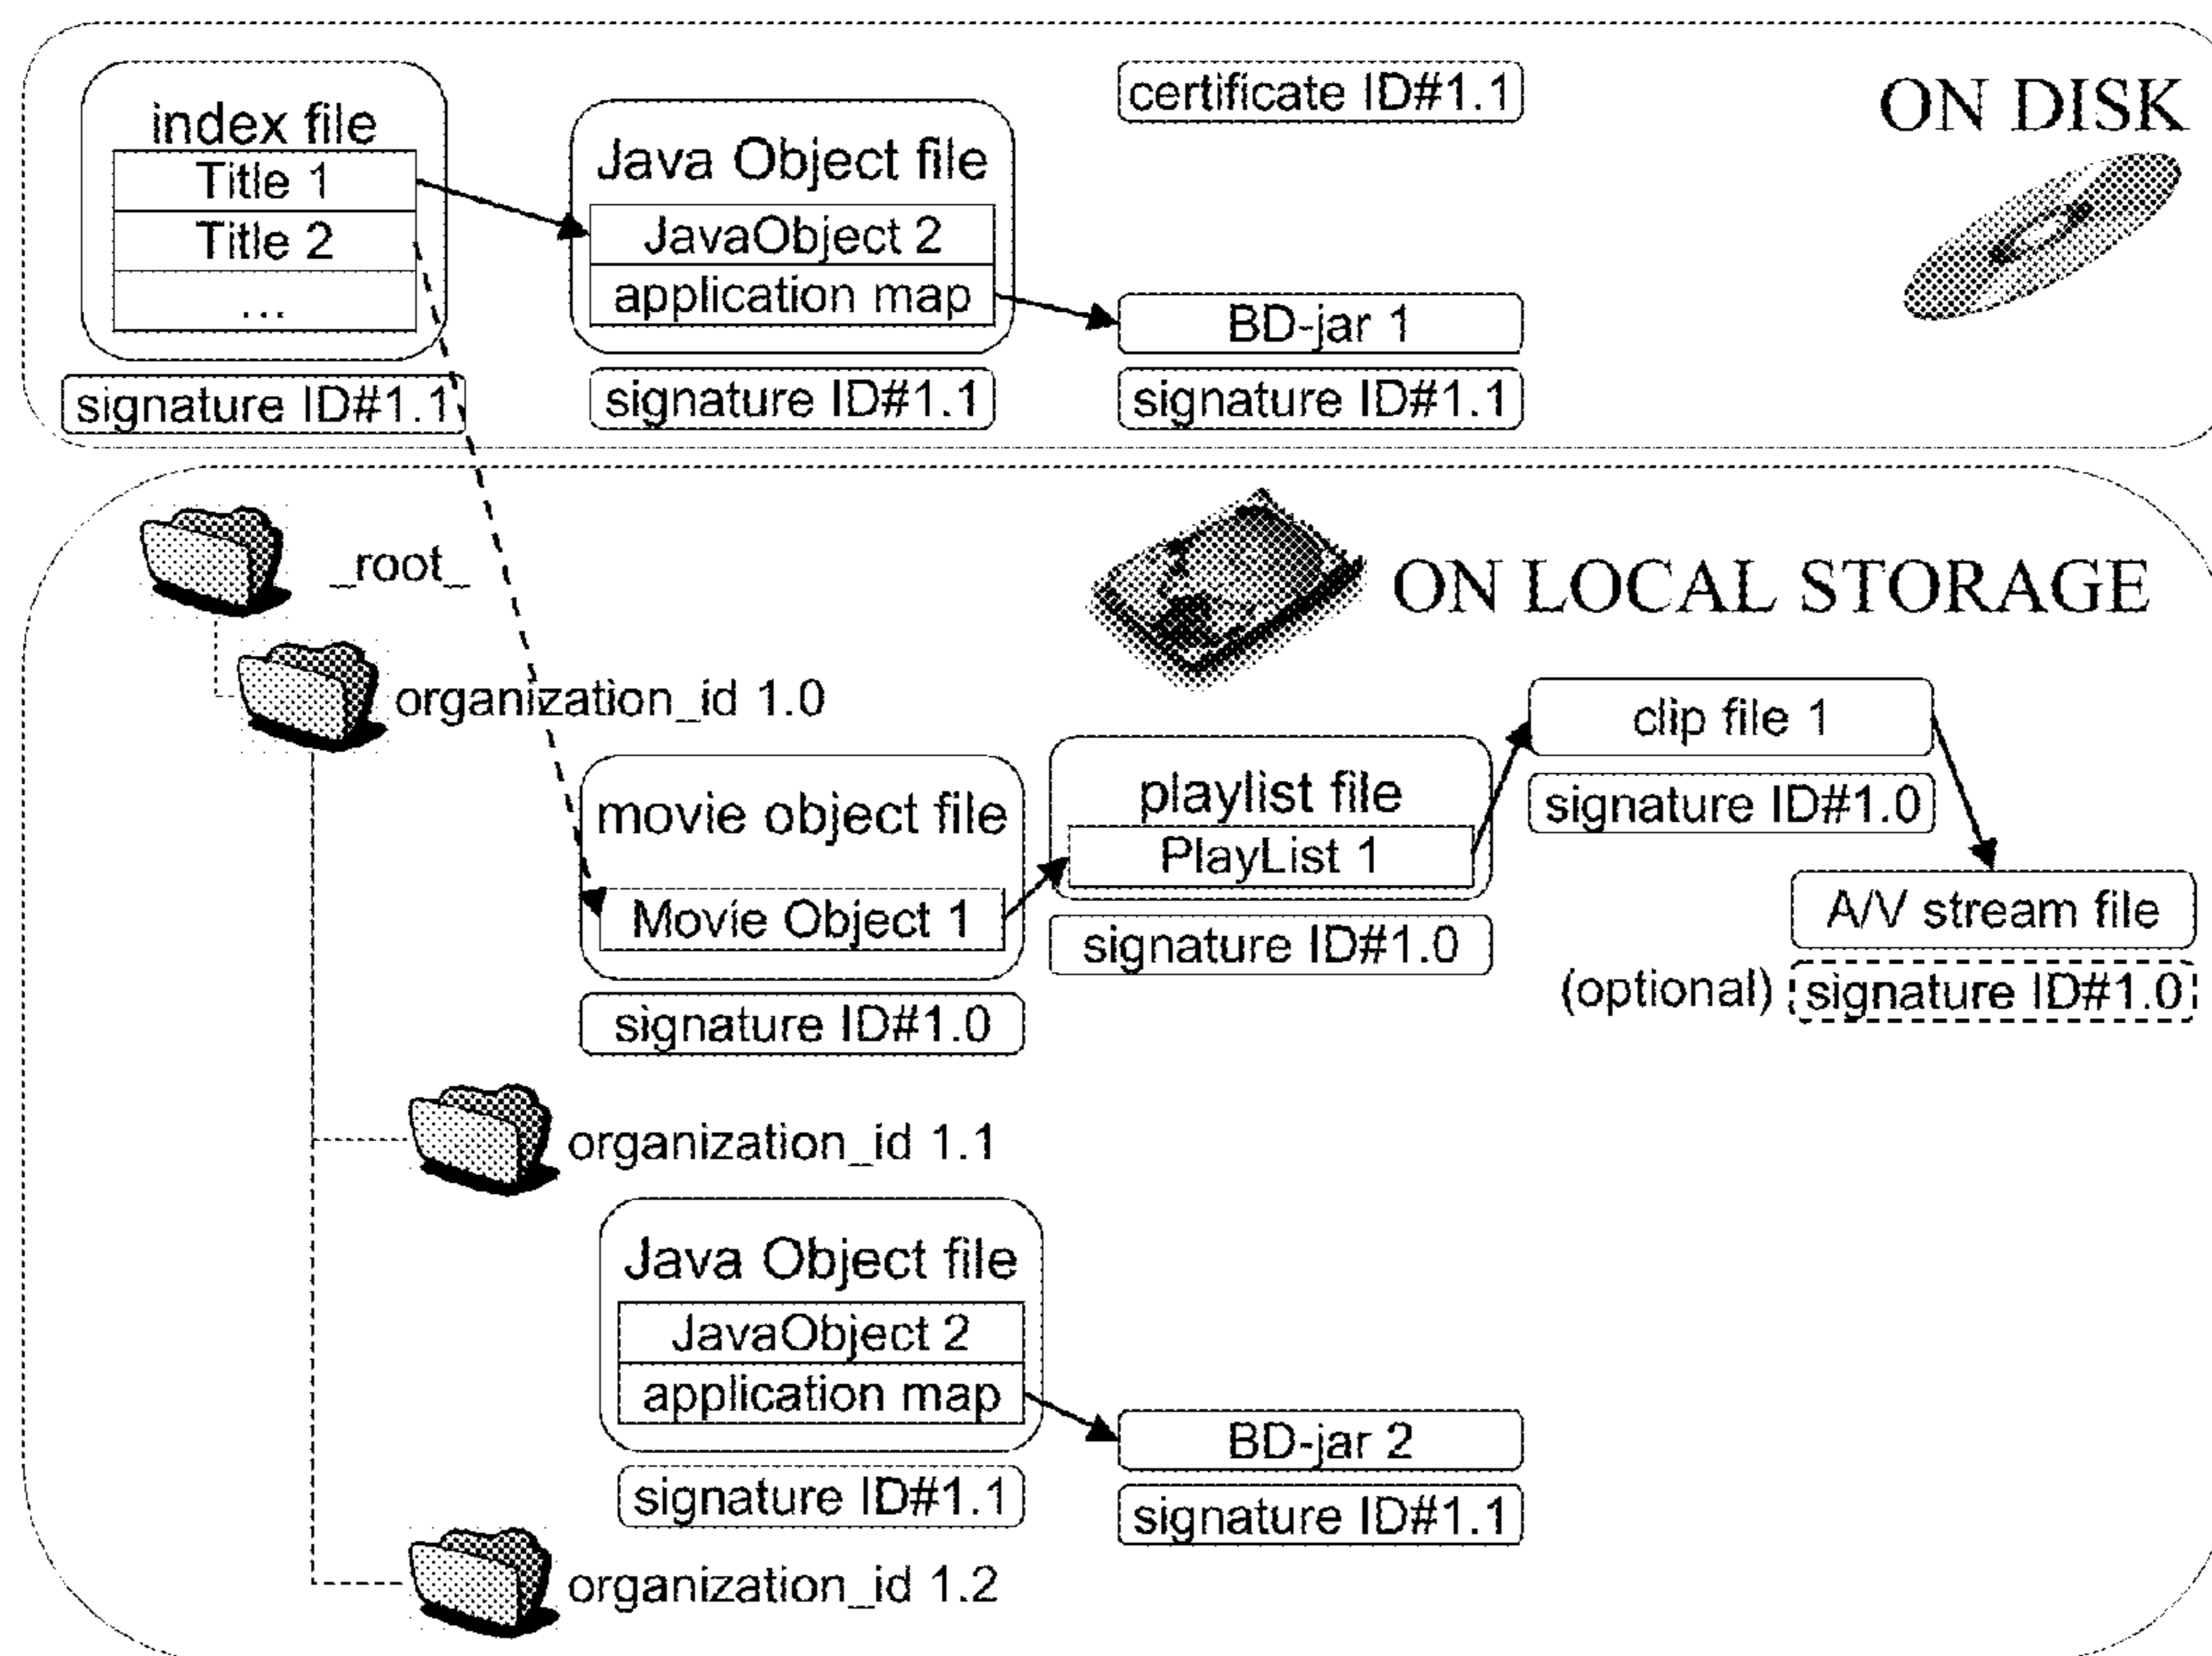 index file
Title 1
Title 2
...
signature ID#1.1
Java Object file
JavaObject 2
application map
signature ID#1.1
certificate ID#1.1
BD-jar 1
signature ID#1.1
ON DISK
_root_
ON LOCAL STORAGE
organization_id 1.0
movie object file
Movie Object 1
signature ID#1.0
playlist file
PlayList 1
signature ID#1.0
clip file 1
signature ID#1.0
A/V stream file
(optional) signature ID#1.0
organization_id 1.1
Java Object file
JavaObject 2
application map
signature ID#1.1
BD-jar 2
signature ID#1.1
organization_id 1.2